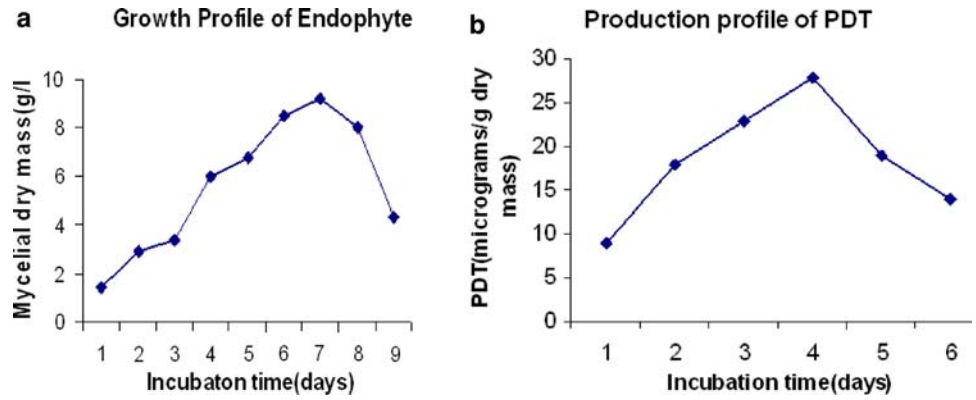 a
Growth Profile of Endophyte
Mycelial dry mass(g/l
10
8
6
4
2
0
1 2 3 4 5 6 7 8 9
Incubaton time(days)
b
Production profile of PDT
PDT(micrograms/g dry
mass)
30
25
20
15
10
5
0
1 2 3 4 5 6
Incubation time(days)